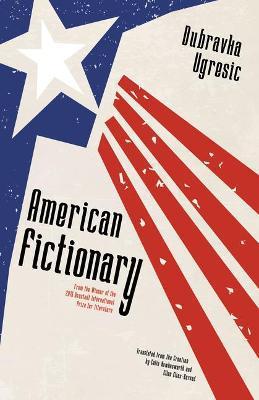 Dubravka
Ugresic
American
Fictionary
From the Winner of the
2016 Neustadt International
Prize for Literature
Translated from the Croatian
by Celia Hawkesworth and
Ellen Elias-Bursać